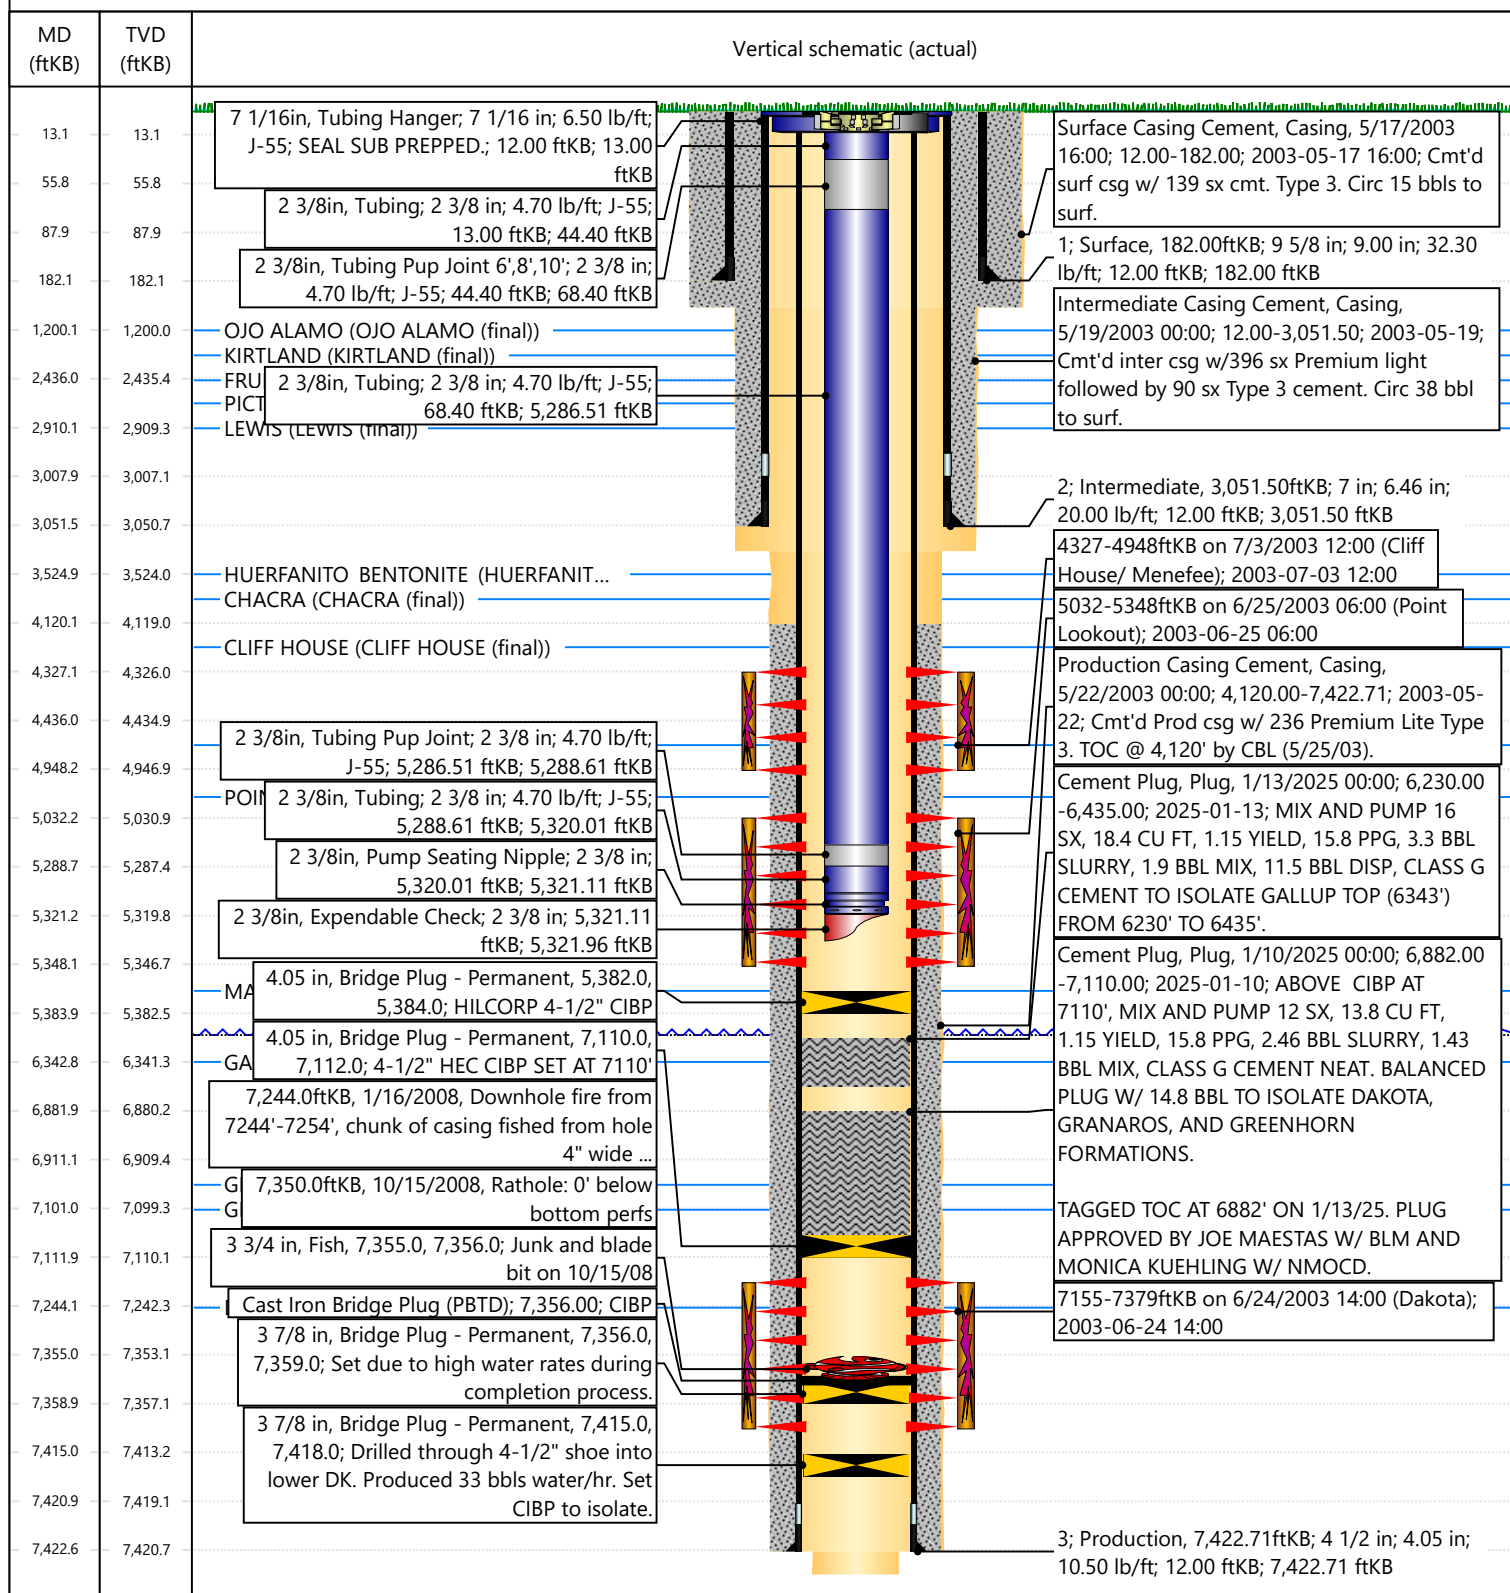 MD
(ftKB)
TVD
(ftKB)
Vertical schematic (actual)
13.1
13.1
55.8
55.8
87.9
87.9
182.1
182.1
1,200.1
1,200.0
2,436.0
2,435.4
2,910.1
2,909.3
3,007.9
3,007.1
3,051.5
3,050.7
3,524.9
3,524.0
4,120.1
4,119.0
4,327.1
4,326.0
4,436.0
4,434.9
4,948.2
4,946.9
5,032.2
5,030.9
5,288.7
5,287.4
5,321.2
5,319.8
5,348.1
5,346.7
5,383.9
5,382.5
6,342.8
6,341.3
6,881.9
6,880.2
6,911.1
6,909.4
7,101.0
7,099.3
7,111.9
7,110.1
7,244.1
7,242.3
7,355.0
7,353.1
7,358.9
7,357.1
7,415.0
7,413.2
7,420.9
7,419.1
7,422.6
7,420.7
7 1/16in, Tubing Hanger; 7 1/16 in; 6.50 lb/ft;
J-55; SEAL SUB PREPPED.; 12.00 ftKB; 13.00
ftKB
2 3/8in, Tubing; 2 3/8 in; 4.70 lb/ft; J-55;
13.00 ftKB; 44.40 ftKB
2 3/8in, Tubing Pup Joint 6',8',10'; 2 3/8 in;
4.70 lb/ft; J-55; 44.40 ftKB; 68.40 ftKB
OJO ALAMO (OJO ALAMO (final))
KIRTLAND (KIRTLAND (final))
FRU
PICT
2 3/8in, Tubing; 2 3/8 in; 4.70 lb/ft; J-55;
68.40 ftKB; 5,286.51 ftKB
LEWIS (LEWIS (final))
HUERFANITO BENTONITE (HUERFANIT...
CHACRA (CHACRA (final))
CLIFF HOUSE (CLIFF HOUSE (final))
2 3/8in, Tubing Pup Joint; 2 3/8 in; 4.70 lb/ft;
J-55; 5,286.51 ftKB; 5,288.61 ftKB
POIN
2 3/8in, Tubing; 2 3/8 in; 4.70 lb/ft; J-55;
5,288.61 ftKB; 5,320.01 ftKB
2 3/8in, Pump Seating Nipple; 2 3/8 in;
5,320.01 ftKB; 5,321.11 ftKB
2 3/8in, Expendable Check; 2 3/8 in; 5,321.11
ftKB; 5,321.96 ftKB
MA
4.05 in, Bridge Plug - Permanent, 5,382.0,
5,384.0; HILCORP 4-1/2" CIBP
GA
4.05 in, Bridge Plug - Permanent, 7,110.0,
7,112.0; 4-1/2" HEC CIBP SET AT 7110'
7,244.0ftKB, 1/16/2008, Downhole fire from
7244'-7254', chunk of casing fished from hole
4" wide ...
G
G
7,350.0ftKB, 10/15/2008, Rathole: 0' below
bottom perfs
3 3/4 in, Fish, 7,355.0, 7,356.0; Junk and blade
bit on 10/15/08
Cast Iron Bridge Plug (PBTD); 7,356.00; CIBP
3 7/8 in, Bridge Plug - Permanent, 7,356.0,
7,359.0; Set due to high water rates during
completion process.
3 7/8 in, Bridge Plug - Permanent, 7,415.0,
7,418.0; Drilled through 4-1/2" shoe into
lower DK. Produced 33 bbls water/hr. Set
CIBP to isolate.
Surface Casing Cement, Casing, 5/17/2003
16:00; 12.00-182.00; 2003-05-17 16:00; Cmt'd
surf csg w/ 139 sx cmt. Type 3. Circ 15 bbls to
surf.
1; Surface, 182.00ftKB; 9 5/8 in; 9.00 in; 32.30
lb/ft; 12.00 ftKB; 182.00 ftKB
Intermediate Casing Cement, Casing,
5/19/2003 00:00; 12.00-3,051.50; 2003-05-19;
Cmt'd inter csg w/396 sx Premium light
followed by 90 sx Type 3 cement. Circ 38 bbl
to surf.
2; Intermediate, 3,051.50ftKB; 7 in; 6.46 in;
20.00 lb/ft; 12.00 ftKB; 3,051.50 ftKB
4327-4948ftKB on 7/3/2003 12:00 (Cliff
House/ Menefee); 2003-07-03 12:00
5032-5348ftKB on 6/25/2003 06:00 (Point
Lookout); 2003-06-25 06:00
Production Casing Cement, Casing,
5/22/2003 00:00; 4,120.00-7,422.71; 2003-05-
22; Cmt'd Prod csg w/ 236 Premium Lite Type
3. TOC @ 4,120' by CBL (5/25/03).
Cement Plug, Plug, 1/13/2025 00:00; 6,230.00
-6,435.00; 2025-01-13; MIX AND PUMP 16
SX, 18.4 CU FT, 1.15 YIELD, 15.8 PPG, 3.3 BBL
SLURRY, 1.9 BBL MIX, 11.5 BBL DISP, CLASS G
CEMENT TO ISOLATE GALLUP TOP (6343')
FROM 6230' TO 6435'.
Cement Plug, Plug, 1/10/2025 00:00; 6,882.00
-7,110.00; 2025-01-10; ABOVE CIBP AT
7110', MIX AND PUMP 12 SX, 13.8 CU FT,
1.15 YIELD, 15.8 PPG, 2.46 BBL SLURRY, 1.43
BBL MIX, CLASS G CEMENT NEAT. BALANCED
PLUG W/ 14.8 BBL TO ISOLATE DAKOTA,
GRANAROS, AND GREENHORN
FORMATIONS.
TAGGED TOC AT 6882' ON 1/13/25. PLUG
APPROVED BY JOE MAESTAS W/ BLM AND
MONICA KUEHLING W/ NMOCD.
7155-7379ftKB on 6/24/2003 14:00 (Dakota);
2003-06-24 14:00
3; Production, 7,422.71ftKB; 4 1/2 in; 4.05 in;
10.50 lb/ft; 12.00 ftKB; 7,422.71 ftKB